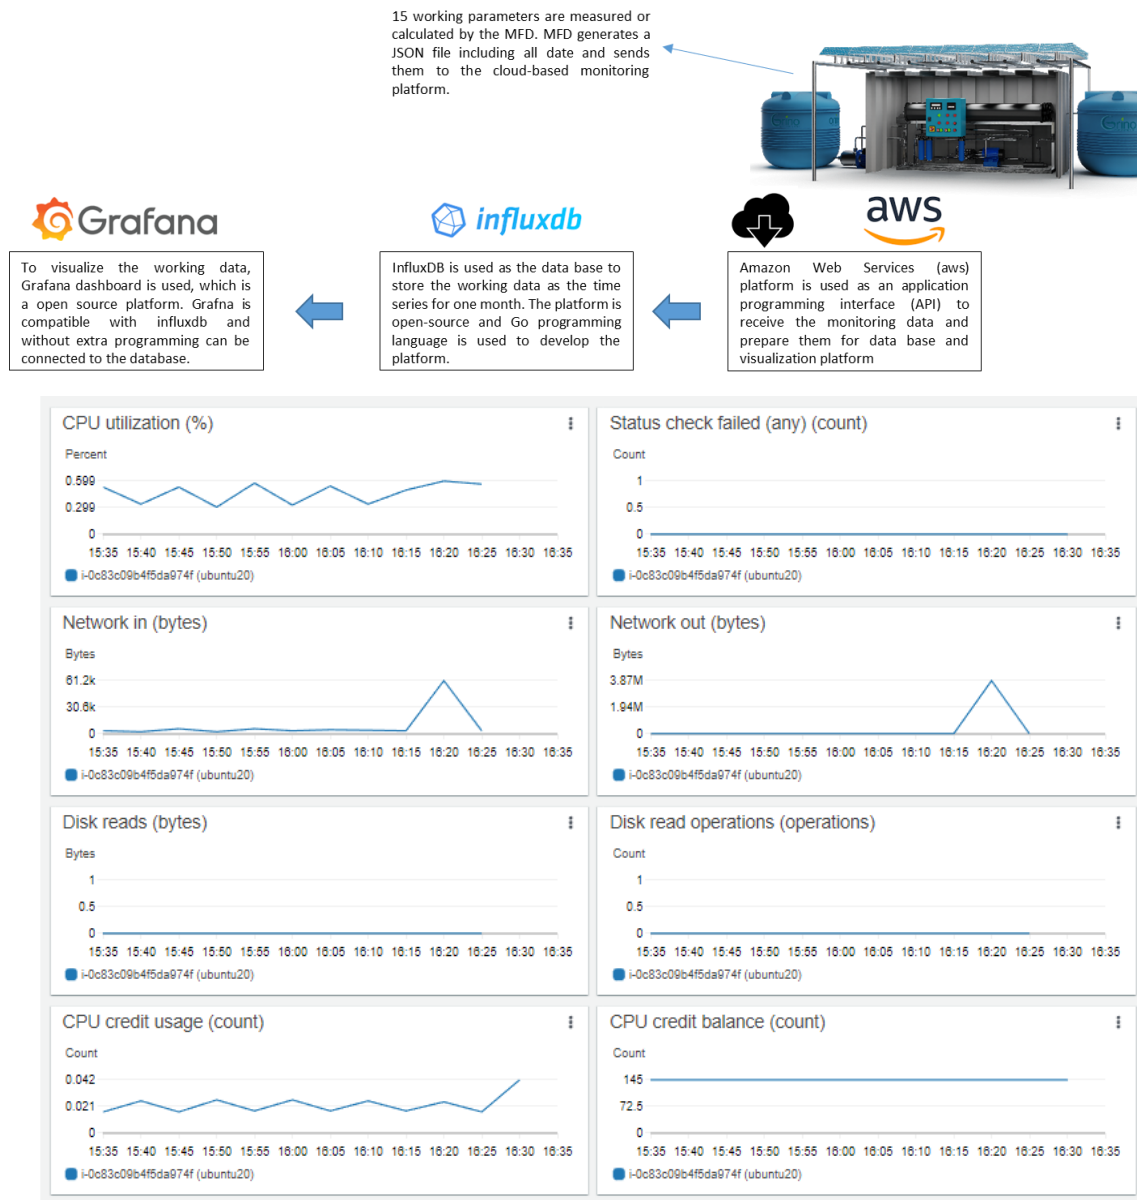 15 working parameters are measured or
calculated by the MFD. MFD generates a
JSON file including all date and sends
them to the cloud-based monitoring
platform.
Grafana
influxdb
aws
To visualize the working data,
Grafana dashboard is used, which is
a open source platform. Grafna is
compatible with influxdb and
without extra programming can be
connected to the database.
InfluxDB is used as the data base to
store the working data as the time
series for one month. The platform is
open-source and Go programming
language is used to develop the
platform.
Amazon Web Services (aws)
platform is used as an application
programming interface (API) to
receive the monitoring data and
prepare them for data base and
visualization platform
CPU utilization (%)
Percent
0.599
0.299
0
15:35 15:40 15:45 15:50 15:55 16:00 16:05 16:10 16:15 16:20 16:25 16:30 16:35
i-0c83c09b4f5da974f (ubuntu20)
Status check failed (any) (count)
Count
1
0.5
0
15:35 15:40 15:45 15:50 15:55 16:00 16:05 16:10 16:15 16:20 16:25 16:30 16:35
i-0c83c09b4f5da974f (ubuntu20)
Network in (bytes)
Bytes
61.2k
30.6k
0
15:35 15:40 15:45 15:50 15:55 16:00 16:05 16:10 16:15 16:20 16:25 16:30 16:35
i-0c83c09b4f5da974f (ubuntu20)
Network out (bytes)
Bytes
3.87M
1.94M
0
15:35 15:40 15:45 15:50 15:55 16:00 16:05 16:10 16:15 16:20 16:25 16:30 16:35
i-0c83c09b4f5da974f (ubuntu20)
Disk reads (bytes)
Bytes
1
0.5
0
15:35 15:40 15:45 15:50 15:55 16:00 16:05 16:10 16:15 16:20 16:25 16:30 16:35
i-0c83c09b4f5da974f (ubuntu20)
Disk read operations (operations)
Count
1
0.5
0
15:35 15:40 15:45 15:50 15:55 16:00 16:05 16:10 16:15 16:20 16:25 16:30 16:35
i-0c83c09b4f5da974f (ubuntu20)
CPU credit usage (count)
Count
0.042
0.021
0
15:35 15:40 15:45 15:50 15:55 16:00 16:05 16:10 16:15 16:20 16:25 16:30 16:35
i-0c83c09b4f5da974f (ubuntu20)
CPU credit balance (count)
Count
145
72.5
0
15:35 15:40 15:45 15:50 15:55 16:00 16:05 16:10 16:15 16:20 16:25 16:30 16:35
i-0c83c09b4f5da974f (ubuntu20)